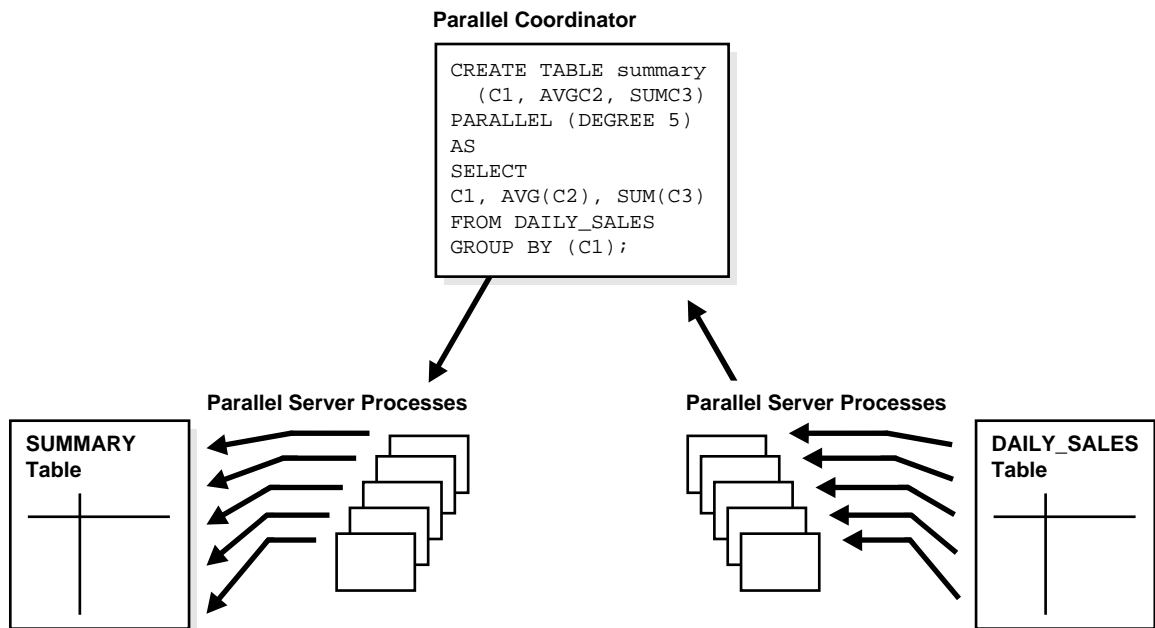 Parallel Coordinator
CREATE TABLE summary
(C1, AVGC2, SUMC3)
PARALLEL (DEGREE 5)
AS
SELECT
C1, AVG(C2), SUM(C3)
FROM DAILY_SALES
GROUP BY (C1);
Parallel Server Processes
Parallel Server Processes
SUMMARY
Table
DAILY_SALES
Table